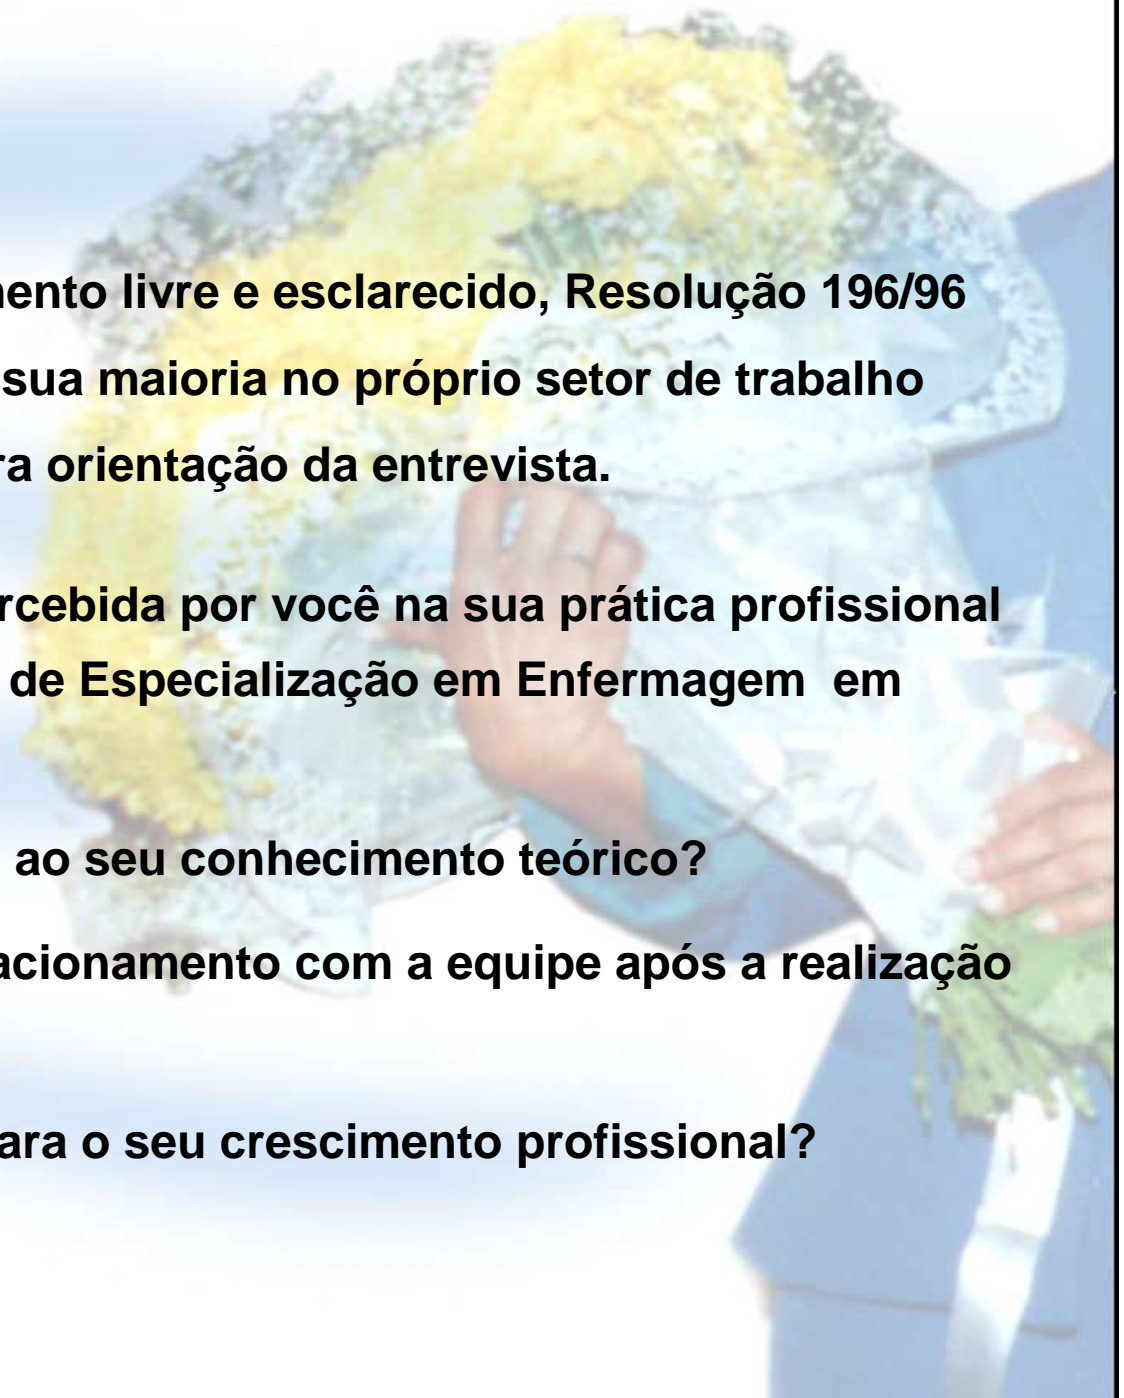 mento livre e esclarecido, Resolução 196/96
sua maioria no próprio setor de trabalho
ra orientação da entrevista.
rcebida por você na sua prática profissional
de Especialização em Enfermagem em
ao seu conhecimento teórico?
acionamento com a equipe após a realização
ara o seu crescimento profissional?